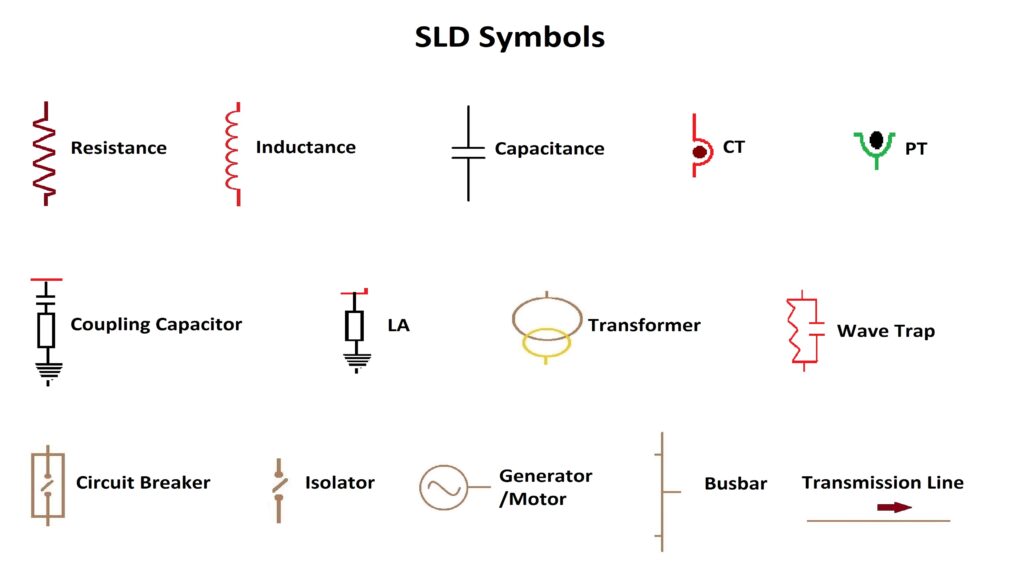 SLD Symbols
Resistance
Inductance
Capacitance
CT
PT
Coupling Capacitor
LA
Transformer
Wave Trap
Circuit Breaker
Isolator
Generator
/Motor
Busbar
Transmission Line